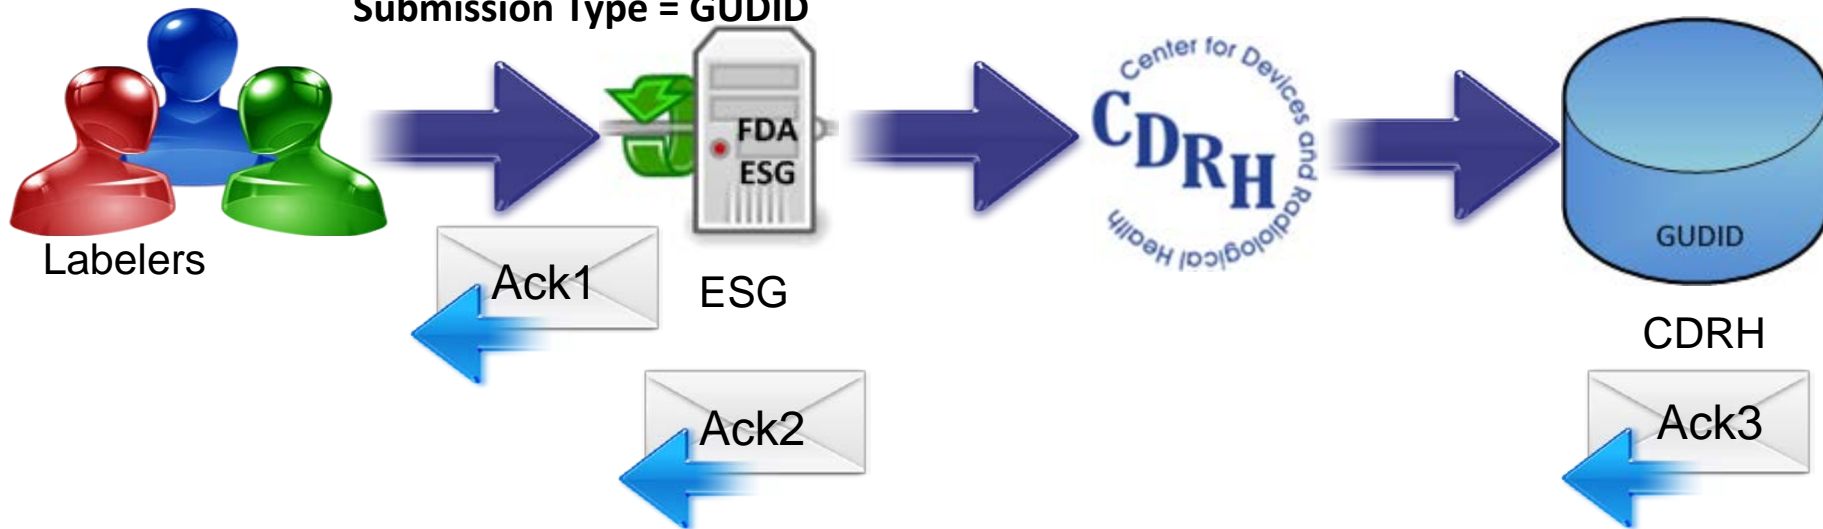 Submission Type = GUDID
FDA
ESG
Center for Devices and Radiological Health
CDRH
GUDID
Labelers
Ack1
ESG
CDRH
Ack2
Ack3